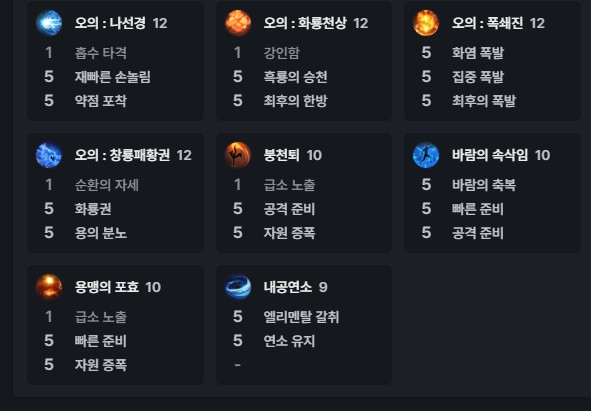 오의 : 나선경 12
1 흡수 타격
5 재빠른 손놀림
5 약점 포착
오의 : 화룡천상 12
1 강인함
5 흑룡의 승천
5 최후의 한방
오의 : 폭쇄진 12
5 화염 폭발
5 집중 폭발
5 최후의 폭발
오의 : 창룡패황권 12
1 순환의 자세
5 화룡권
5 용의 분노
붕천퇴 10
1 급소 노출
5 공격 준비
5 자원 증폭
바람의 속삭임 10
5 바람의 축복
5 빠른 준비
5 공격 준비
용맹의 포효 10
1 급소 노출
5 빠른 준비
5 자원 증폭
내공연소 9
5 엘리멘탈 갈취
5 연소 유지
-